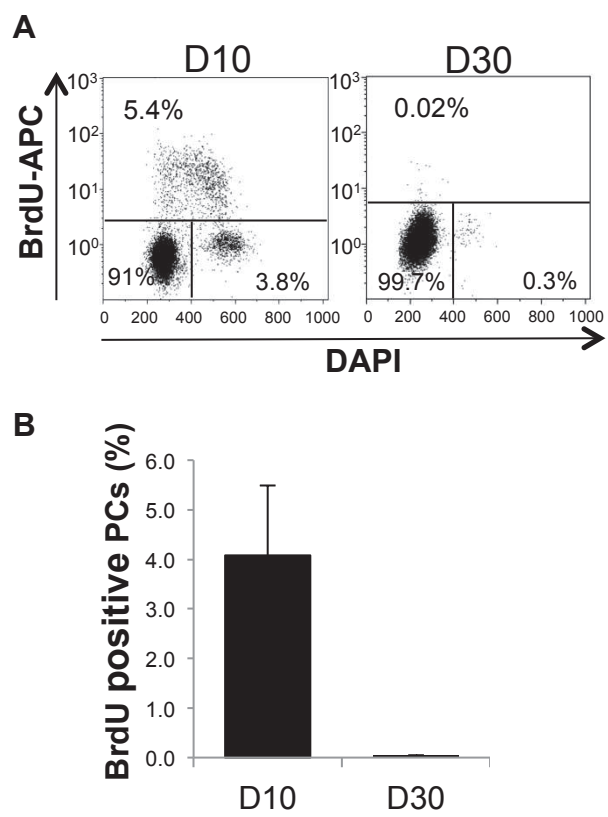 A
D10
D30
BrdU-APC
10³
10²
10¹
10⁰
5.4%
91%
3.8%
0 200 400 600 800 1000
10³
10²
10¹
10⁰
0.02%
99.7%
0.3%
0 200 400 600 800 1000
DAPI
B
BrdU positive PCs (%)
6.0
5.0
4.0
3.0
2.0
1.0
0.0
D10
D30